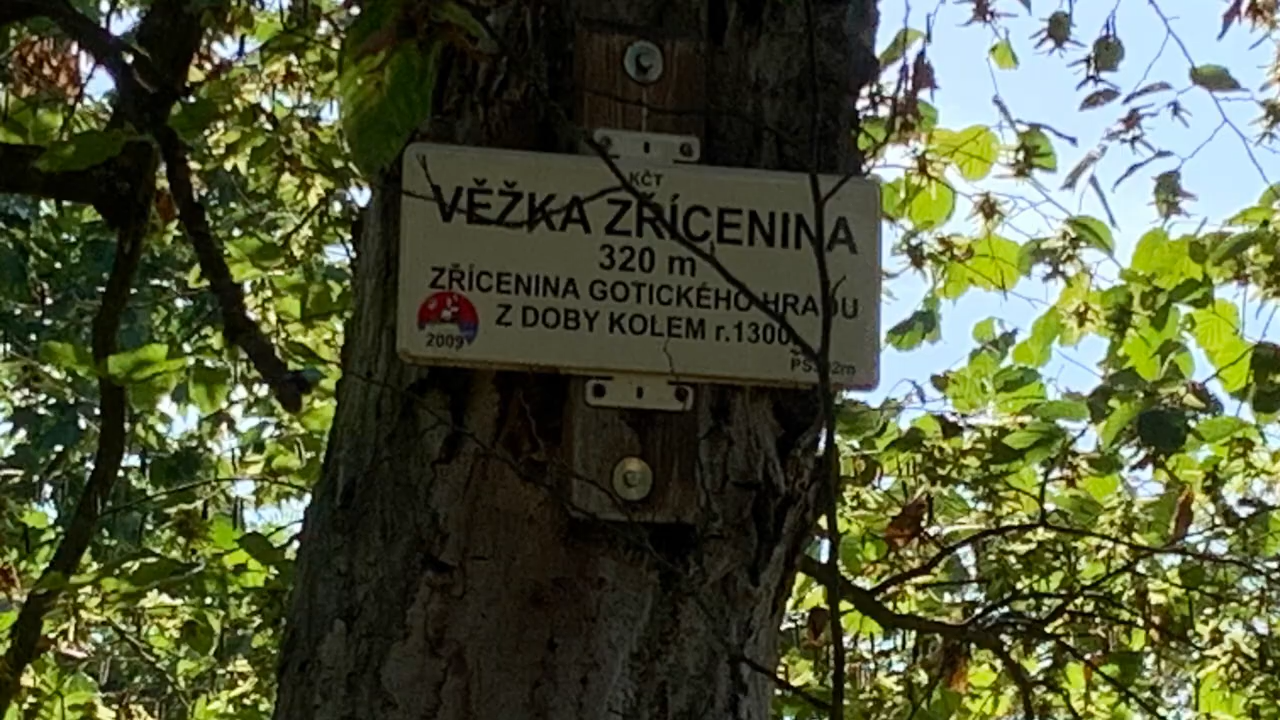 KČT
VĚŽKA ZŘÍCENINA
320 m
ZŘÍCENINA GOTICKÉHO HRADU
Z DOBY KOLEM r.1300
2009